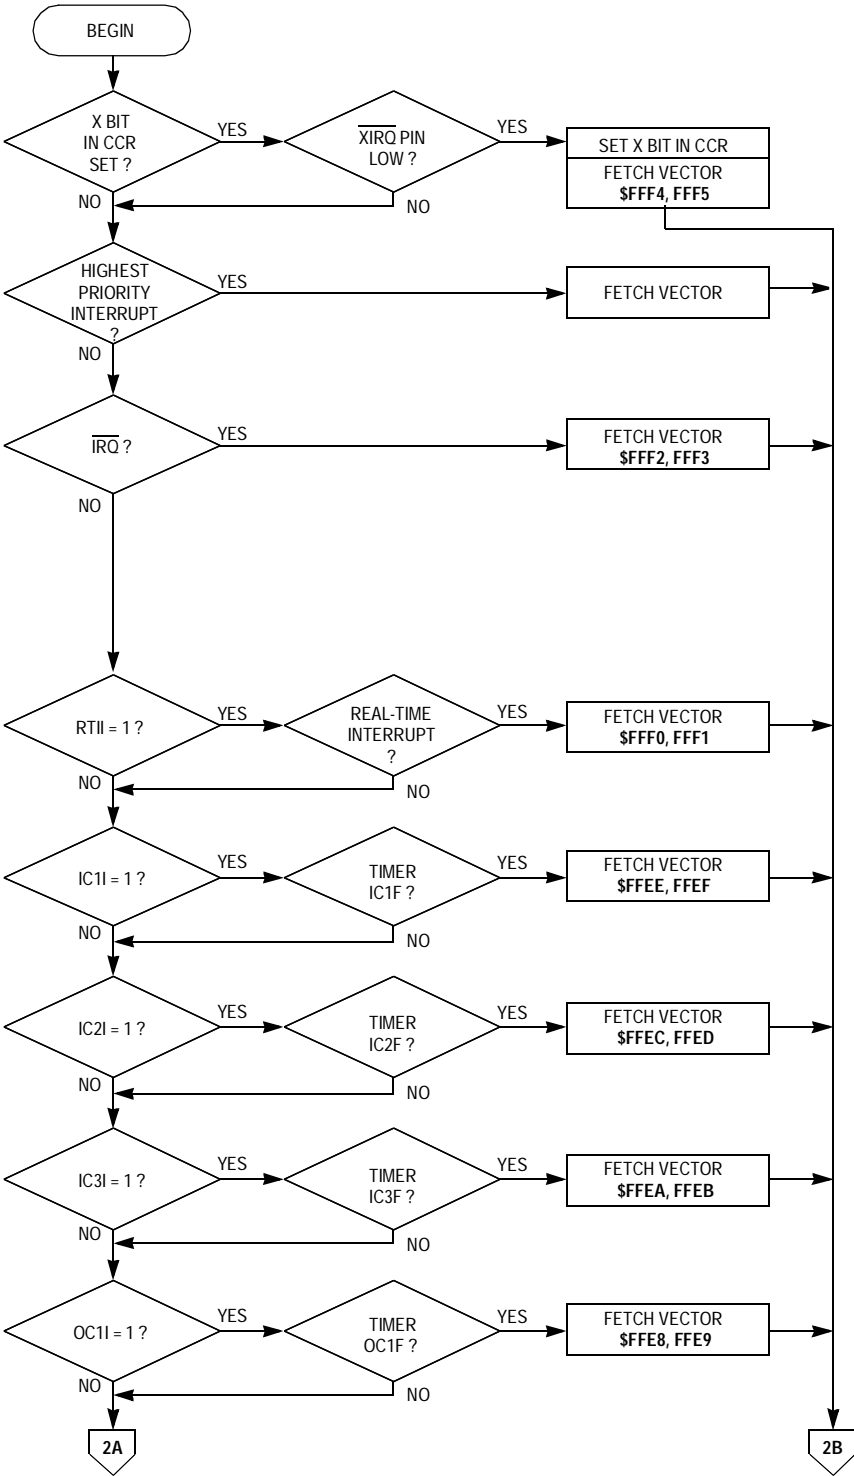 BEGIN
X BIT
IN CCR
SET ?
YES
XIRQ PIN
LOW ?
YES
SET X BIT IN CCR
FETCH VECTOR
$FFF4, FFF5
NO
NO
HIGHEST
PRIORITY
INTERRUPT
?
YES
FETCH VECTOR
NO
IRQ ?
YES
FETCH VECTOR
$FFF2, FFF3
NO
RTII = 1 ?
YES
REAL-TIME
INTERRUPT
?
YES
FETCH VECTOR
$FFF0, FFF1
NO
NO
IC1I = 1 ?
YES
TIMER
IC1F ?
YES
FETCH VECTOR
$FFEE, FFEF
NO
NO
IC2I = 1 ?
YES
TIMER
IC2F ?
YES
FETCH VECTOR
$FFEC, FFED
NO
NO
IC3I = 1 ?
YES
TIMER
IC3F ?
YES
FETCH VECTOR
$FFEA, FFEB
NO
NO
OC1I = 1 ?
YES
TIMER
OC1F ?
YES
FETCH VECTOR
$FFE8, FFE9
NO
NO
2A
2B